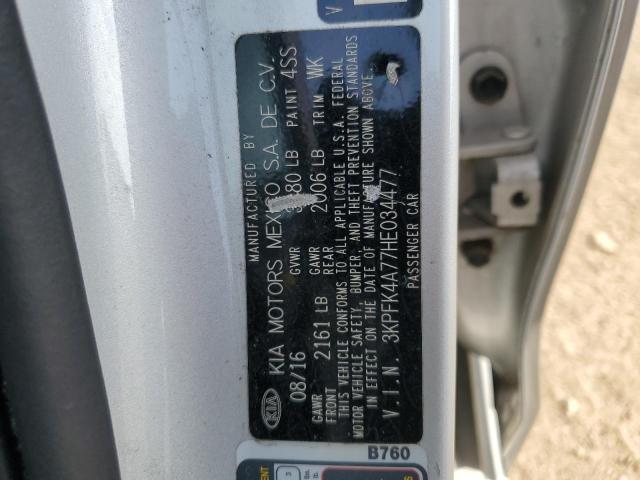 MANUFACTURED BY
KIA KIA MOTORS MEXICO S.A. DE C.V.
08/16 GVWR 80 LB PAINT 4SS
GAWR FRONT 2161 LB GAWR REAR 2006 LB TRIM WK
THIS VEHICLE CONFORMS TO ALL APPLICABLE U.S.A. FEDERAL
MOTOR VEHICLE SAFETY, BUMPER, AND THEFT PREVENTION STANDARDS
IN EFFECT ON THE DATE OF MANUFACTURE SHOWN ABOVE.
V.I.N. 3KPFK4A77HE034477
PASSENGER CAR
B760
V